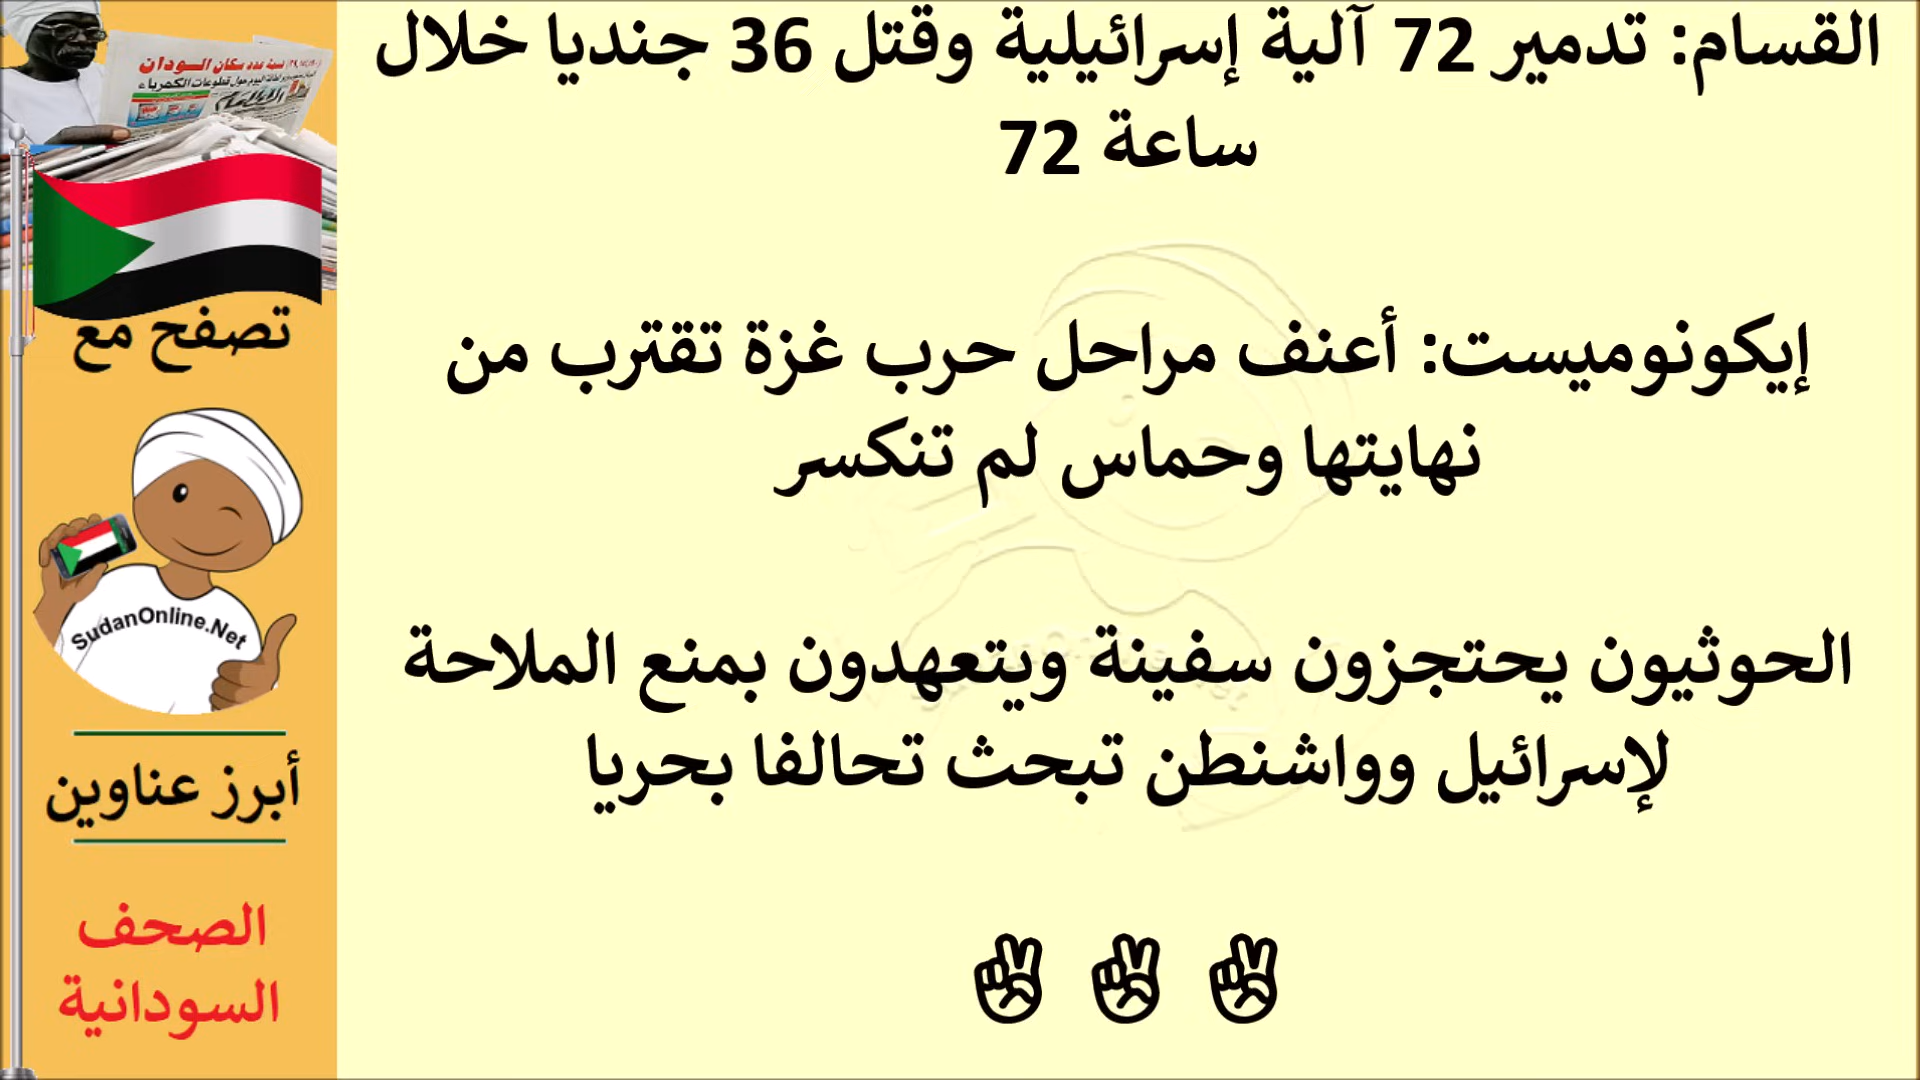 القسام: تدمير 72 آلية إسرائيلية وقتل 36 جنديا خلال
72 ساعة
إيكونوميست: أعنف مراحل حرب غزة تقترب من
نهايتها وحماس لم تنكسر
الحوثيون يحتجزون سفينة ويتعهدون بمنع الملاحة
لإسرائيل وواشنطن تبحث تحالفا بحريا
تصفح مع
SudanOnline.Net
أبرز عناوين
الصحف
السودانية